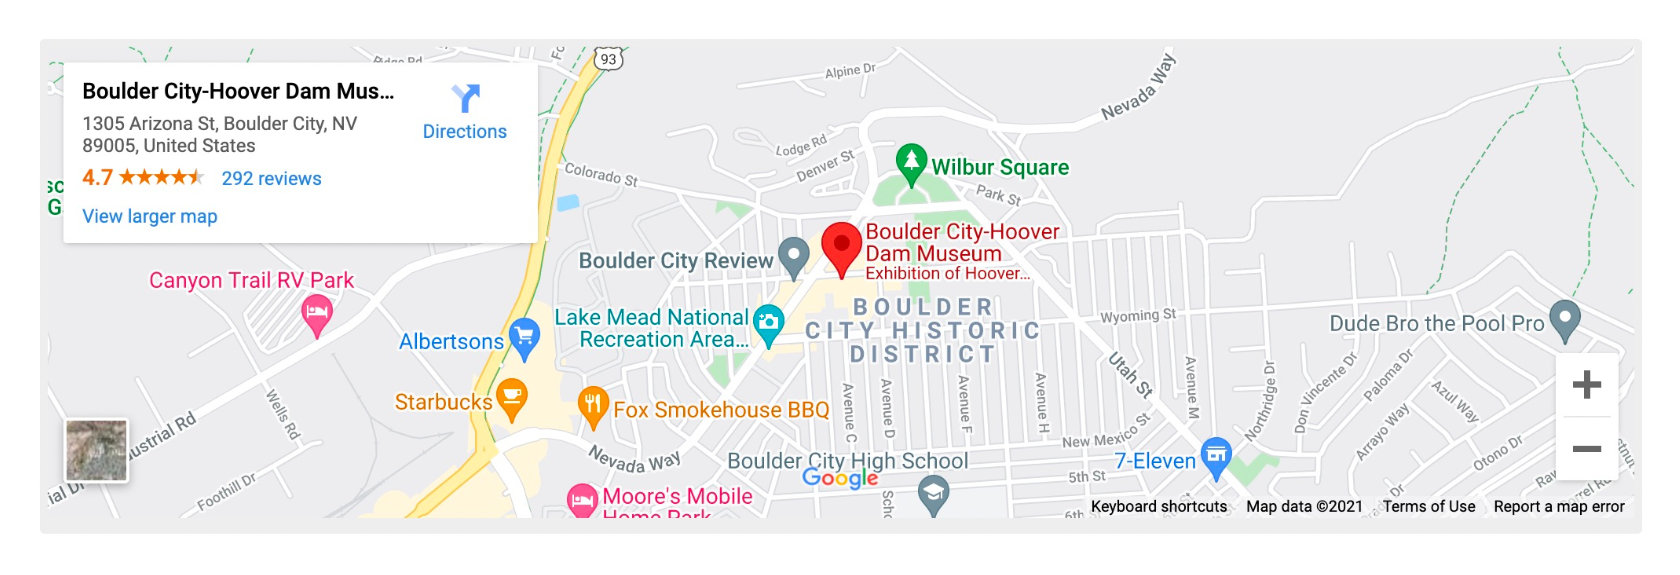 Boulder City-Hoover Dam Mus...
1305 Arizona St, Boulder City, NV
89005, United States
4.7
292 reviews
View larger map
Directions
93
Alpine Dr
Nevada Way
Lodge Rd
Denver St
Colorado St
Wilbur Square
Park St
Boulder City-Hoover
Dam Museum
Exhibition of Hoover...
Boulder City Review
Canyon Trail RV Park
Lake Mead National
Recreation Area...
BOULDER
CITY HISTORIC
DISTRICT
Wyoming St
Dude Bro the Pool Pro
Albertsons
Utah St
Starbucks
Fox Smokehouse BBQ
Avenue C
Avenue D
Avenue F
Avenue H
Avenue M
Northridge Dr
Don Vincente Dr
Paloma Dr
Azul Way
Arroyo Way
Wells Rd
ustrial Rd
New Mexico St
Nevada Way
Boulder City High School
7-Eleven
Otono Dr
5th St
Foothill Dr
ial Dr
Google
Moore's Mobile
Home Park
Scho
6th
Keyboard shortcuts
Map data ©2021
Terms of Use
Report a map error